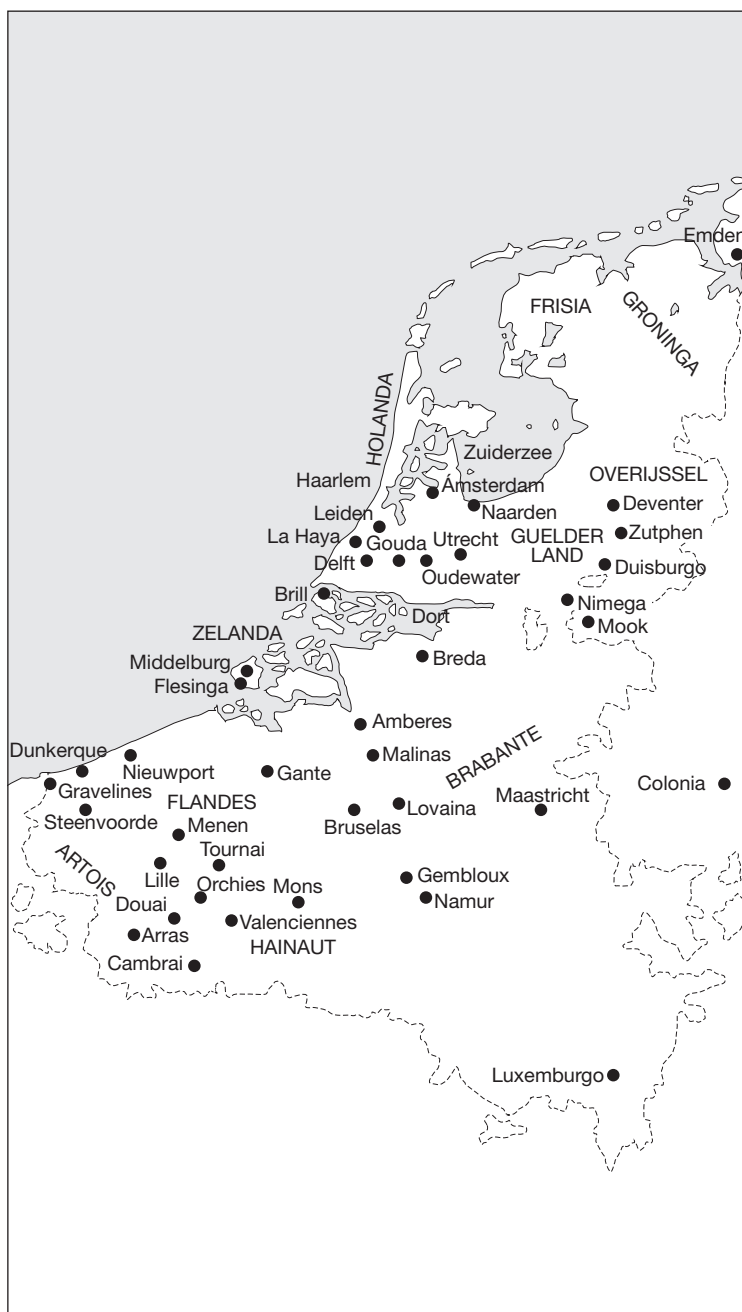 Emden
FRISIA
GRONINGA
HOLANDA
Zuiderzee
Haarlem
Ámsterdam
OVERIJSSEL
Naarden
Deventer
Leiden
La Haya
Gouda
Utrecht
GUELDER
LAND
Zutphen
Delft
Oudewater
Duisburgo
Brill
Dort
Nimega
Mook
ZELANDA
Middelburg
Breda
Flesinga
Amberes
Dunkerque
Nieuwport
Gante
Malinas
BRABANTE
Gravelines
FLANDES
Colonia
Steenvoorde
Menen
Bruselas
Lovaina
Maastricht
ARTOIS
Tournai
Lille
Orchies
Mons
Gembloux
Namur
Douai
Valenciennes
Arras
HAINAUT
Cambrai
Luxemburgo